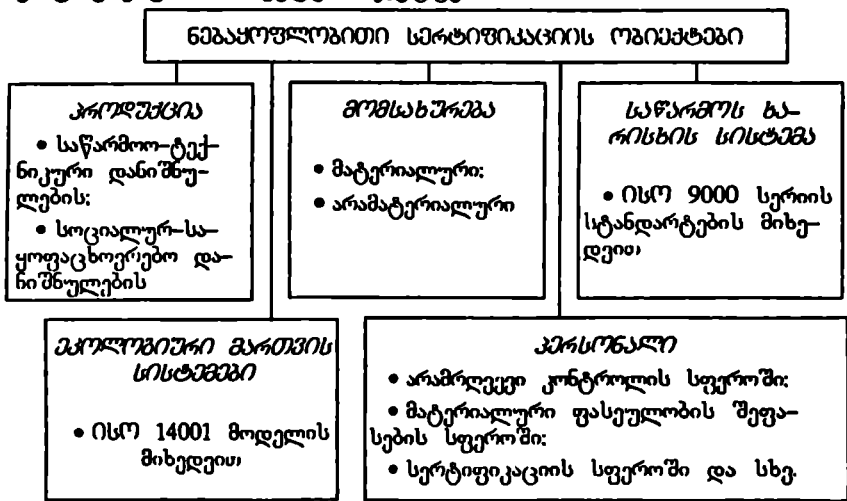 ნებაყოფლობითი სერტიფიკაციის ობიექტები
პროდუქცია
• საწარმოო-ტექ-
ნიკური დანიშნუ-
ლების;
• სოციალურ-სა-
ყოფაცხოვრებო და-
ნიშნულების
მომსახურება
• მატერიალური;
• არამატერიალური
საწარმოს ხა-
რისხის სისტემა
• ისო 9000 სერიის
სტანდარტების მიხე-
დვით
ეკოლოგიური მართვის
სისტემები
• ისო 14001 მოდელის
მიხედვით
პერსონალი
• არამრღვევი კონტროლის სფეროში;
• მატერიალური ფასეულობის შეფა-
სების სფეროში;
• სერტიფიკაციის სფეროში და სხვ.